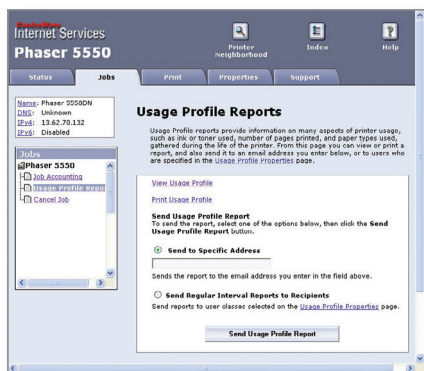 CentreWare
Internet Services
Phaser 5550
Printer
Neighborhood
Index
Help
Status
Jobs
Print
Properties
Support
Name: Phaser 5550DN
DNS: Unknown
IPv4: 13.62.70.132
IPv6: Disabled
Jobs
Phaser 5550
Job Accounting
Usage Profile Repo
Cancel Job
Usage Profile Reports
Usage Profile reports provide information on many aspects of printer usage,
such as ink or toner used, number of pages printed, and paper types used,
gathered during the life of the printer. From this page you can view or print a
report, and also send it to an email address you enter below, or to users who
are specified in the Usage Profile Properties page.
View Usage Profile
Print Usage Profile
Send Usage Profile Report
To send the report, select one of the options below, then click the Send
Usage Profile Report button.
Send to Specific Address
Sends the report to the email address you enter in the field above.
Send Regular Interval Reports to Recipients
Send reports to user classes selected on the Usage Profile Properties page.
Send Usage Profile Report